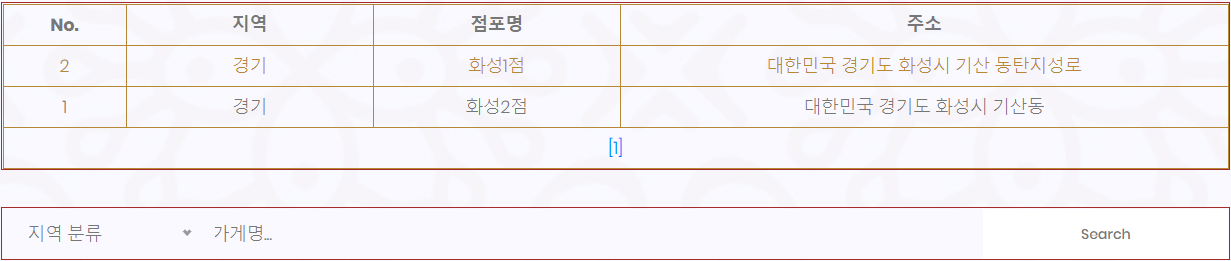 No. 지역 점포명 주소
2 경기 화성1점 대한민국 경기도 화성시 기산 동탄지성로
1 경기 화성2점 대한민국 경기도 화성시 기산동
[1]
지역 분류 가게명... Search